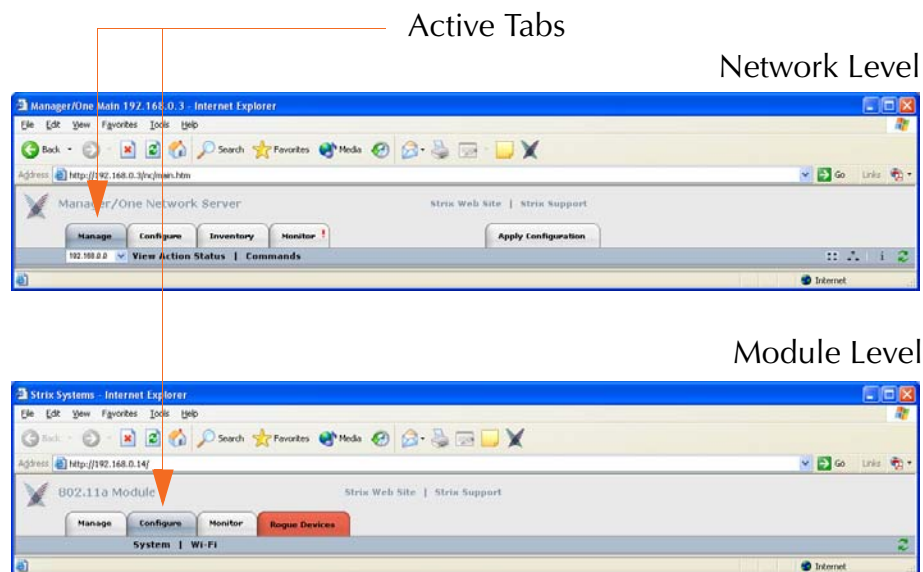 Active Tabs
Network Level
Manager/One Main 192.168.0.3 - Internet Explorer
File Edit View Favorites Tools Help
Back Search Favorites Media
Address http://192.168.0.3/nc/main.htm Go Links
Manager/One Network Server Strix Web Site | Strix Support
Manage Configure Inventory Monitor ! Apply Configuration
192.168.0.0 View Action Status | Commands i
Internet
Module Level
Strix Systems - Internet Explorer
File Edit View Favorites Tools Help
Back Search Favorites Media
Address http://192.168.0.14/ Go Links
802.11a Module Strix Web Site | Strix Support
Manage Configure Monitor Rogue Devices
System | Wi-Fi
Internet